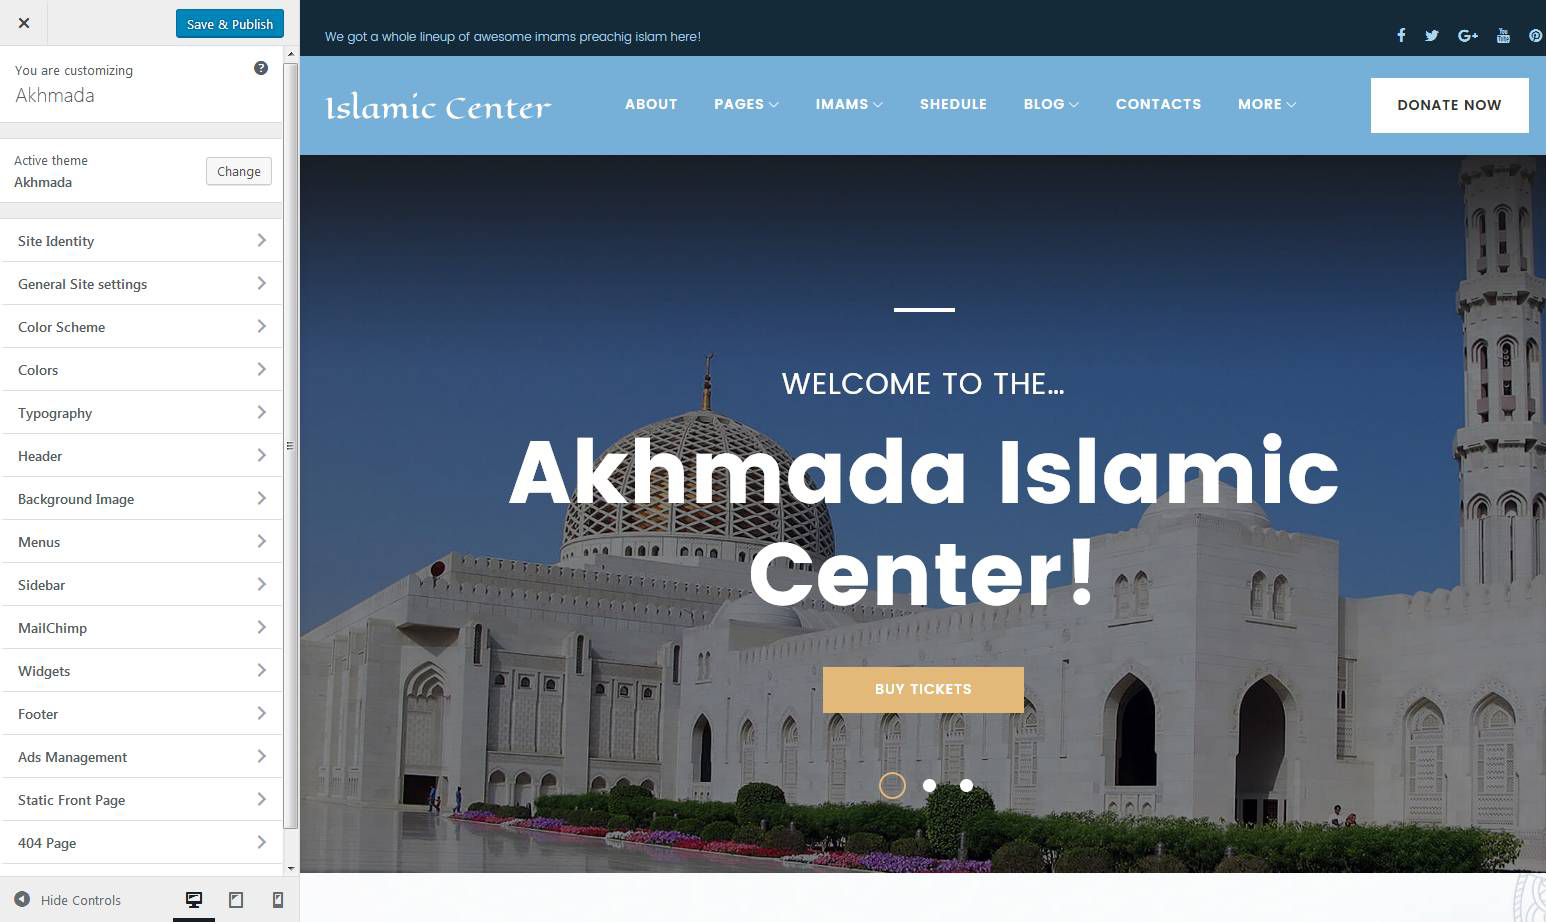 Save & Publish
You are customizing
Akhmada
Active theme
Akhmada
Change
Site Identity
General Site settings
Color Scheme
Colors
Typography
Header
Background Image
Menus
Sidebar
MailChimp
Widgets
Footer
Ads Management
Static Front Page
404 Page
Hide Controls
We got a whole lineup of awesome imams preachig islam here!
Islamic Center
ABOUT PAGES IMAMS SHEDULE BLOG CONTACTS MORE
DONATE NOW
WELCOME TO THE...
Akhmada Islamic
Center!
BUY TICKETS